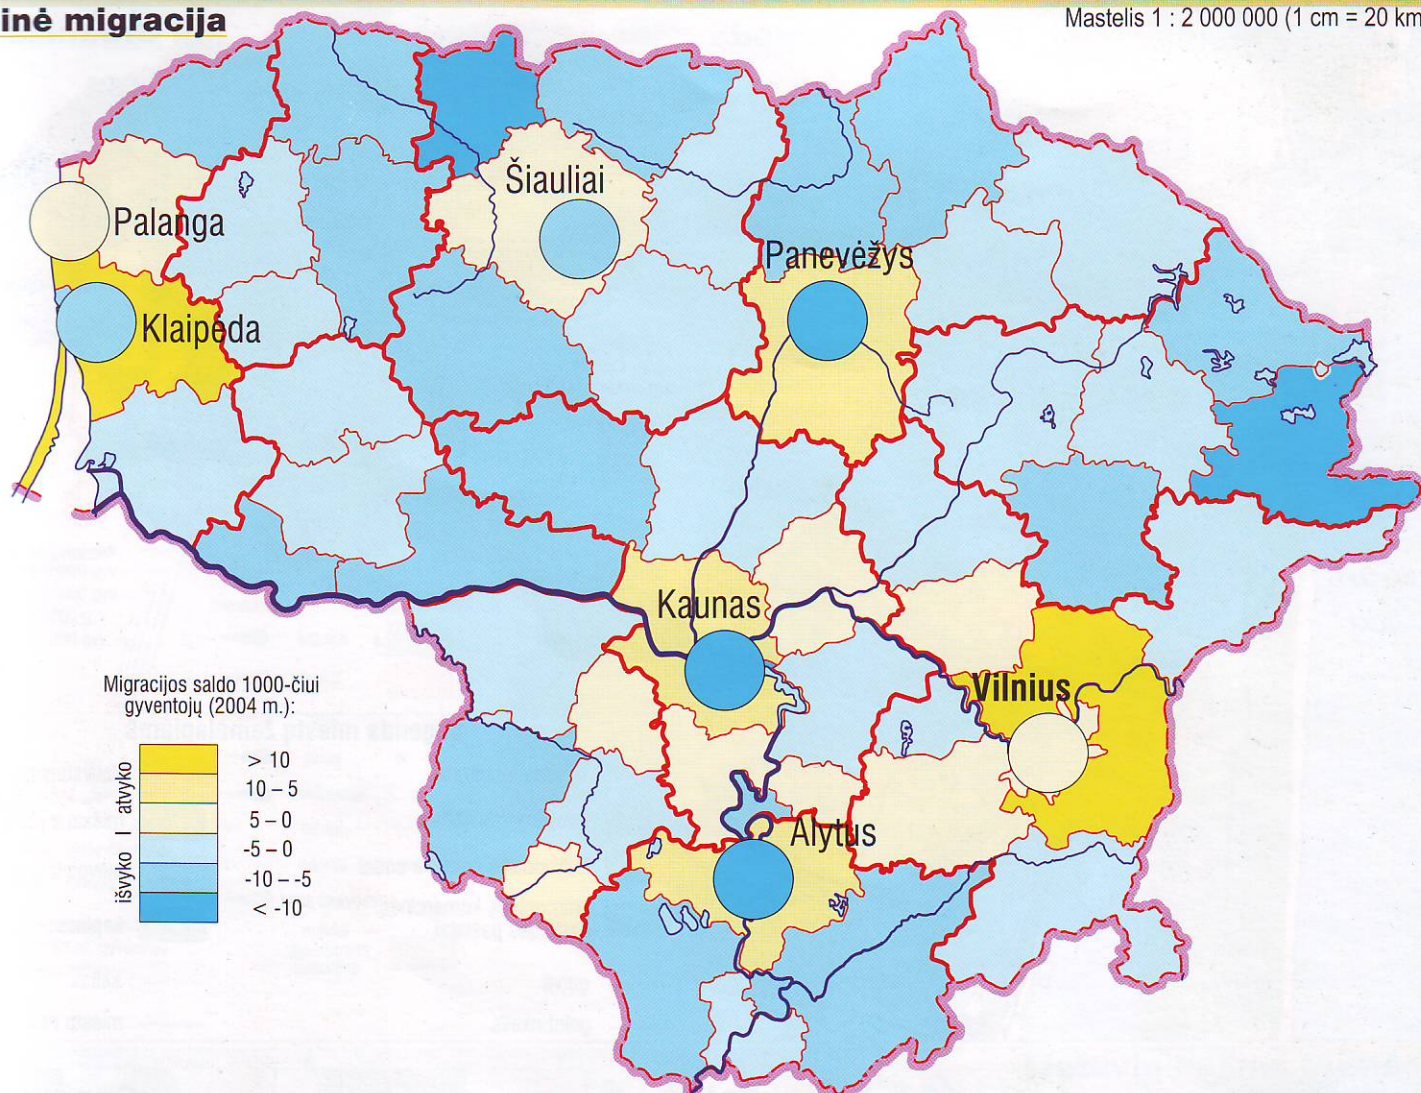 inė migracija
Mastelis 1 : 2 000 000 (1 cm = 20 km
Šiauliai
Palanga
Panevėžys
Klaipėda
Kaunas
Vilnius
Alytus
Migracijos saldo 1000-čiui
gyventojų (2004 m.):
išvyko I atvyko
> 10
10 – 5
5 – 0
-5 – 0
-10 – -5
< -10